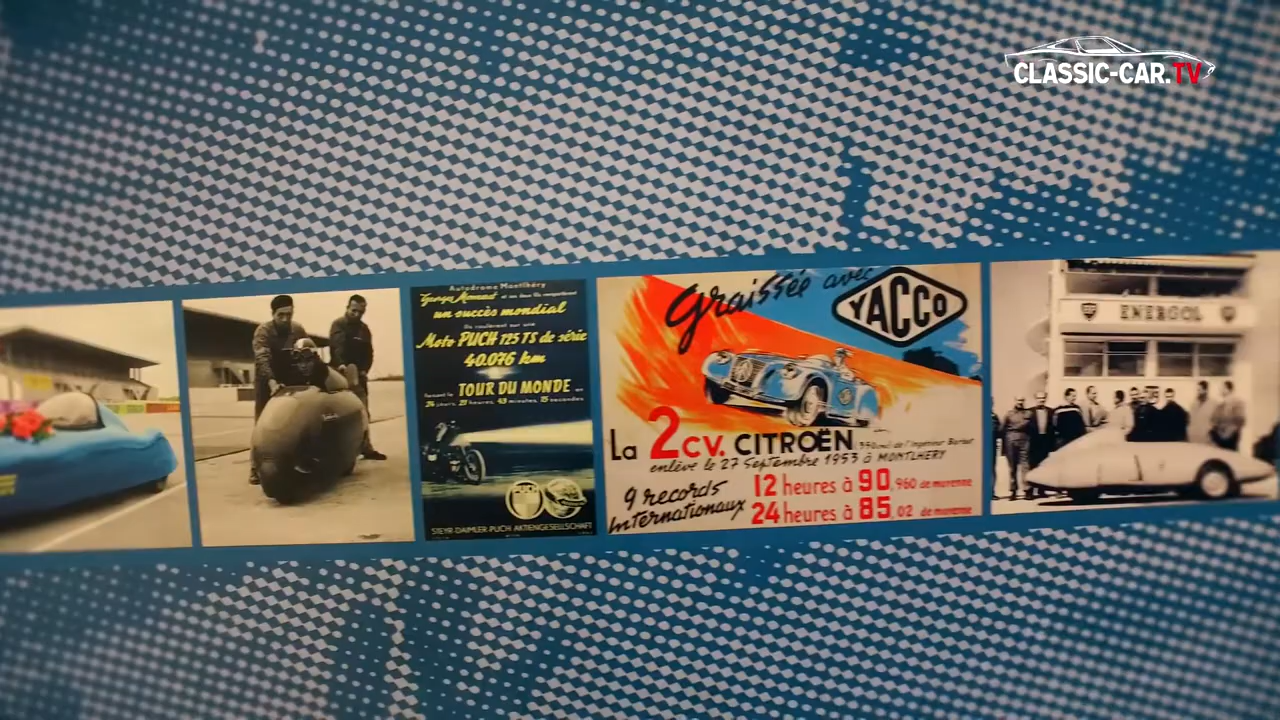 CLASSIC-CAR.TV
Autodrome Montlhéry
un succès mondial
Moto PUCH 125 TS de série
40.076 km
TOUR DU MONDE
STEYR DAIMLER PUCH AKTIENGESELLSCHAFT
graissée avec
YACCO
La 2CV. CITROËN
enlève le 27 Septembre 1953 à MONTLHERY
9 records
internationaux
12 heures à 90,960 de moyenne
24 heures à 85,02 de moyenne
BP
ENERGOL
BP